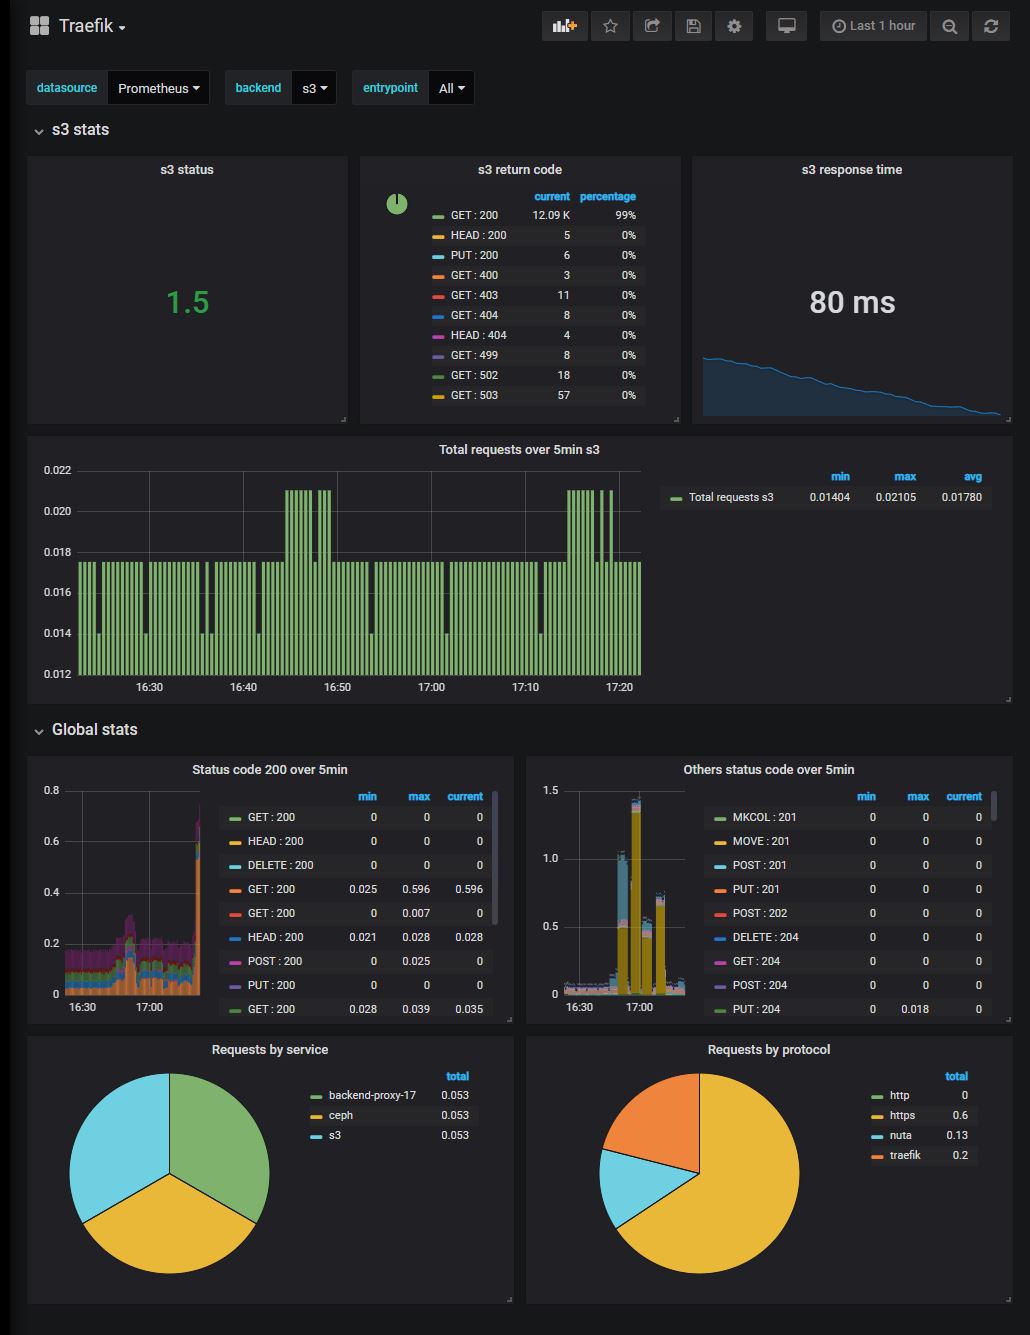 Traefik
Last 1 hour
datasource Prometheus backend s3 entrypoint All
s3 stats
s3 status
1.5
s3 return code
current percentage
GET : 200 12.09 K 99%
HEAD : 200 5 0%
PUT : 200 6 0%
GET : 400 3 0%
GET : 403 11 0%
GET : 404 8 0%
HEAD : 404 4 0%
GET : 499 8 0%
GET : 502 18 0%
GET : 503 57 0%
s3 response time
80 ms
Total requests over 5min s3
0.022
0.020
0.018
0.016
0.014
0.012
16:30 16:40 16:50 17:00 17:10 17:20
min max avg
Total requests s3 0.01404 0.02105 0.01780
Global stats
Status code 200 over 5min
0.8
0.6
0.4
0.2
0
16:30 17:00
min max current
GET : 200 0 0 0
HEAD : 200 0 0 0
DELETE : 200 0 0 0
GET : 200 0.025 0.596 0.596
GET : 200 0 0.007 0
HEAD : 200 0.021 0.028 0.028
POST : 200 0 0.025 0
PUT : 200 0 0 0
GET : 200 0.028 0.039 0.035
Others status code over 5min
1.5
1.0
0.5
0
16:30 17:00
min max current
MKCOL : 201 0 0 0
MOVE : 201 0 0 0
POST : 201 0 0 0
PUT : 201 0 0 0
POST : 202 0 0 0
DELETE : 204 0 0 0
GET : 204 0 0 0
POST : 204 0 0 0
PUT : 204 0 0.018 0
Requests by service
total
backend-proxy-17 0.053
ceph 0.053
s3 0.053
Requests by protocol
total
http 0
https 0.6
nuta 0.13
traefik 0.2